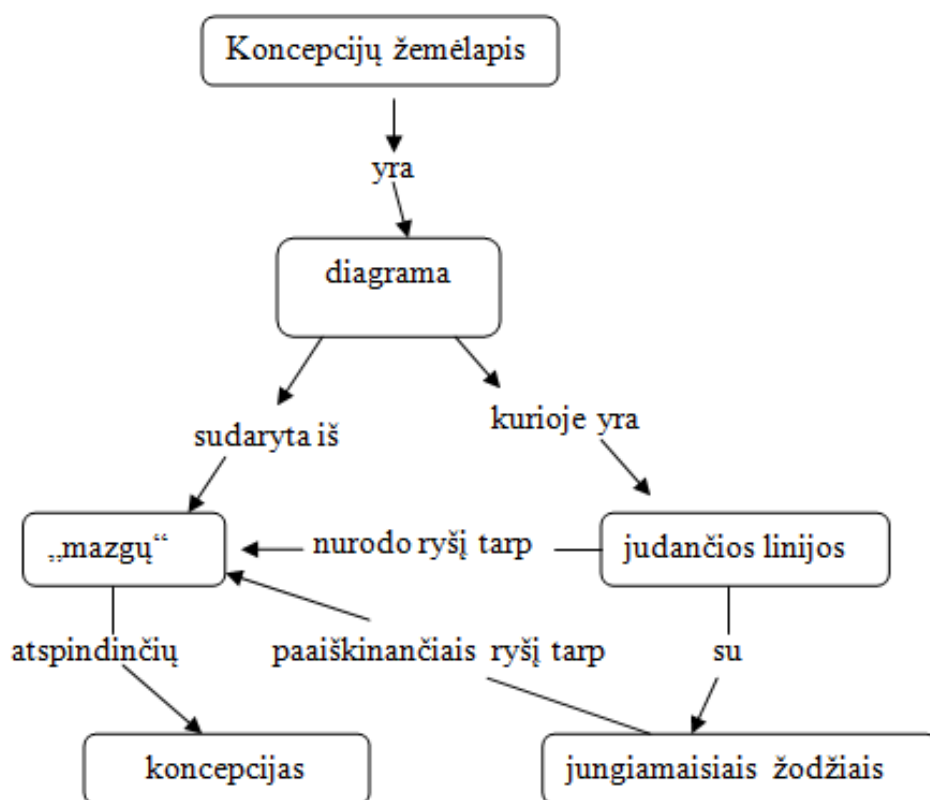 Koncepcijų žemėlapis
yra
diagrama
sudaryta iš
kurioje yra
„mazgų“
nurodo ryšį tarp
judančios linijos
atspindinčių
paaiškinančiais ryšį tarp
su
koncepcijas
jungiamaisiais žodžiais